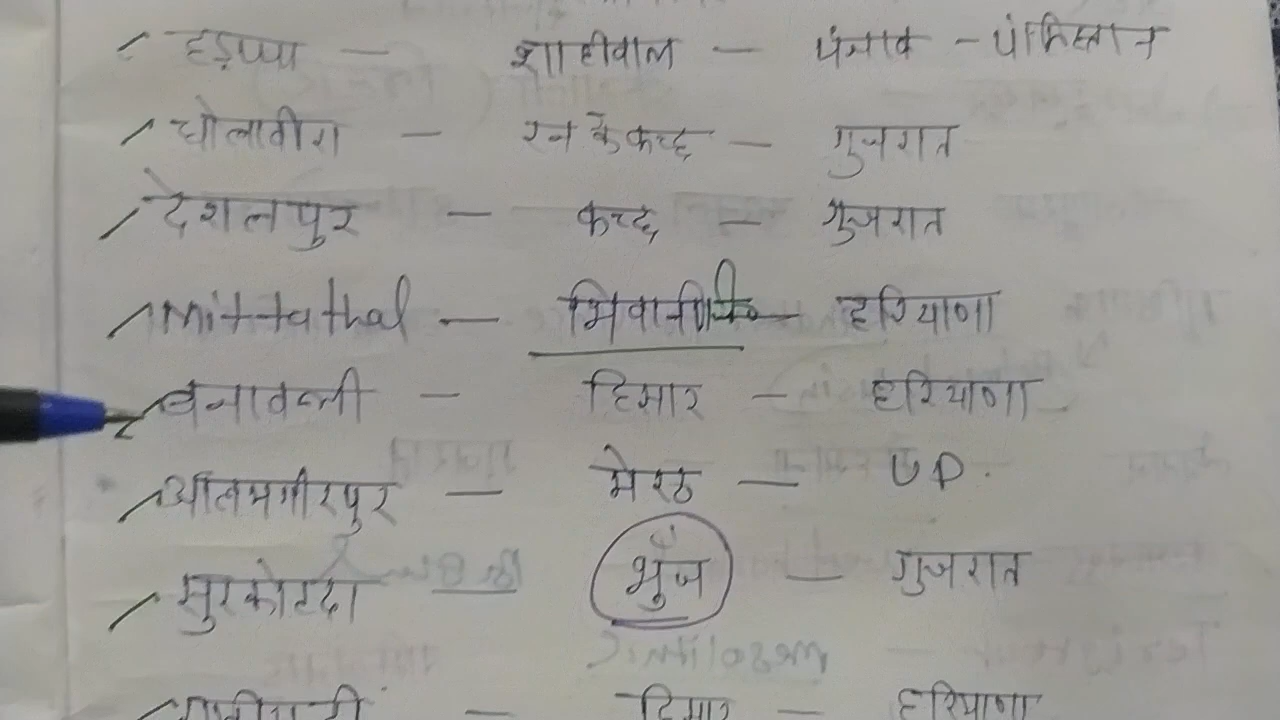 हड़प्पा - शाहीवाल - पंजाब - पाकिस्तान
धोलावीरा - रन के कच्छ - गुजरात
देशलपुर - कच्छ - गुजरात
Mittathal - भिवानी - हरियाणा
बनावली - हिसार - हरियाणा
आलमगीरपुर - मेरठ - UP.
सुरकोटदा भुँज - गुजरात
- हिसार - हरियाणा